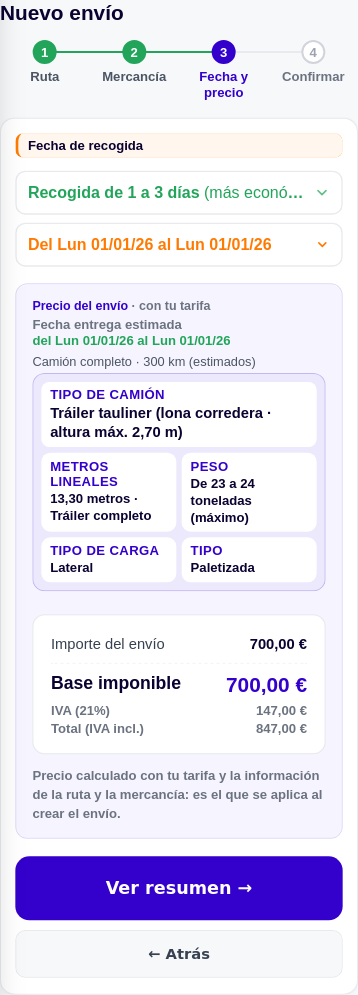 Nuevo envío
1 2 3 4
Ruta Mercancía Fecha y precio Confirmar
Fecha de recogida
Recogida de 1 a 3 días (más econó...
Del Lun 01/01/26 al Lun 01/01/26
Precio del envío · con tu tarifa
Fecha entrega estimada
del Lun 01/01/26 al Lun 01/01/26
Camión completo · 300 km (estimados)
TIPO DE CAMIÓN
Tráiler tauliner (lona corredera ·
altura máx. 2,70 m)
METROS
LINEALES
13,30 metros ·
Tráiler completo
PESO
De 23 a 24
toneladas
(máximo)
TIPO DE CARGA
Lateral
TIPO
Paletizada
Importe del envío 700,00 €
Base imponible 700,00 €
IVA (21%) 147,00 €
Total (IVA incl.) 847,00 €
Precio calculado con tu tarifa y la información
de la ruta y la mercancía: es el que se aplica al
crear el envío.
Ver resumen →
← Atrás